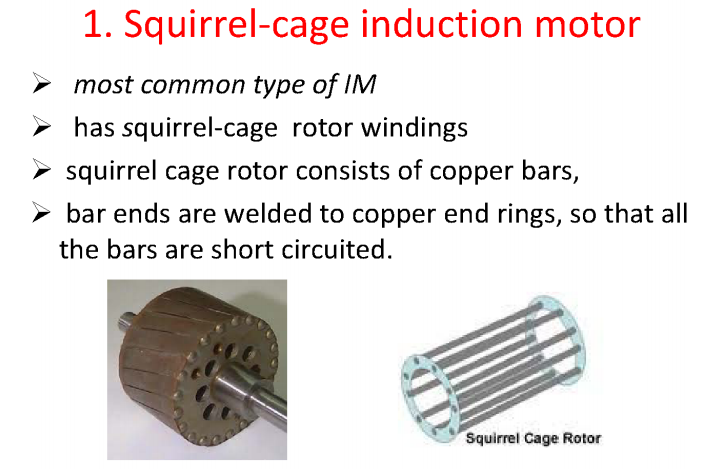 1. Squirrel-cage induction motor
➢ most common type of IM
➢ has squirrel-cage rotor windings
➢ squirrel cage rotor consists of copper bars,
➢ bar ends are welded to copper end rings, so that all
the bars are short circuited.
Squirrel Cage Rotor